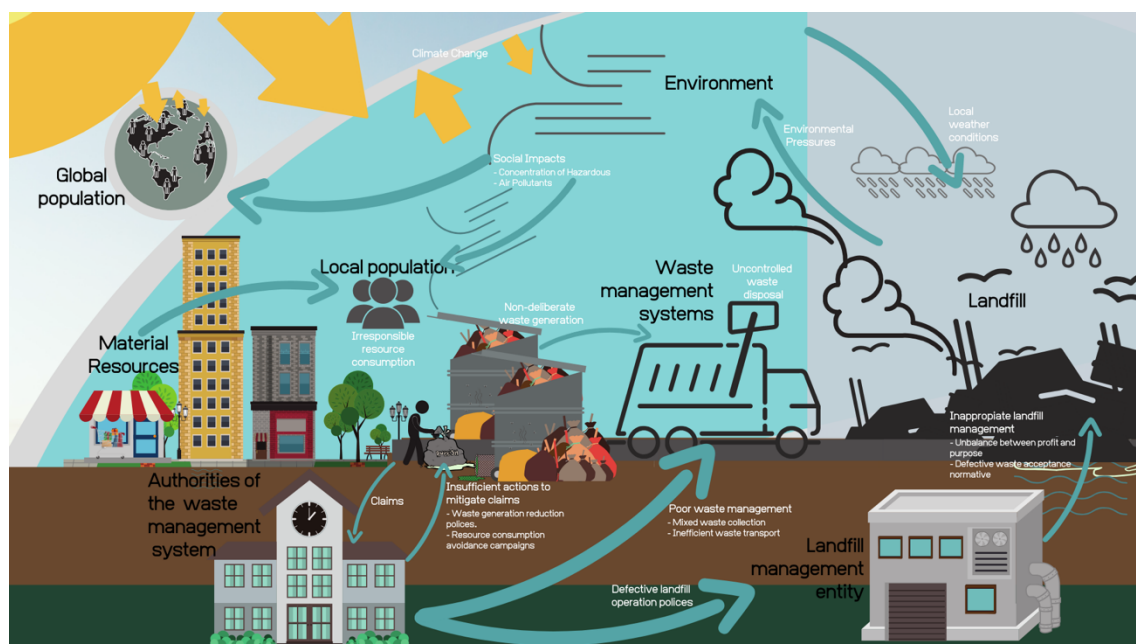 Climate Change
Environment
Local
weather
conditions
Environmental
Pressures
Social Impacts
- Concentration of Hazardous
- Air Pollutants
Global
population
Local population
Waste
management
systems
Uncontrolled
waste
disposal
Landfill
Non-deliberate
waste generation
Irresponsible
resource
consumption
Material
Resources
Inappropiate landfill
management
- Unbalance between profit and
purpose
- Defective waste acceptance
normative
Authorities of
the waste
management
system
Claims
Insufficient actions to
mitigate claims
- Waste generation reduction
polices.
- Resource consumption
avoidance campaigns
Poor waste management
- Mixed waste collection
- Inefficient waste transport
Landfill
management
entity
Defective landfill
operation polices